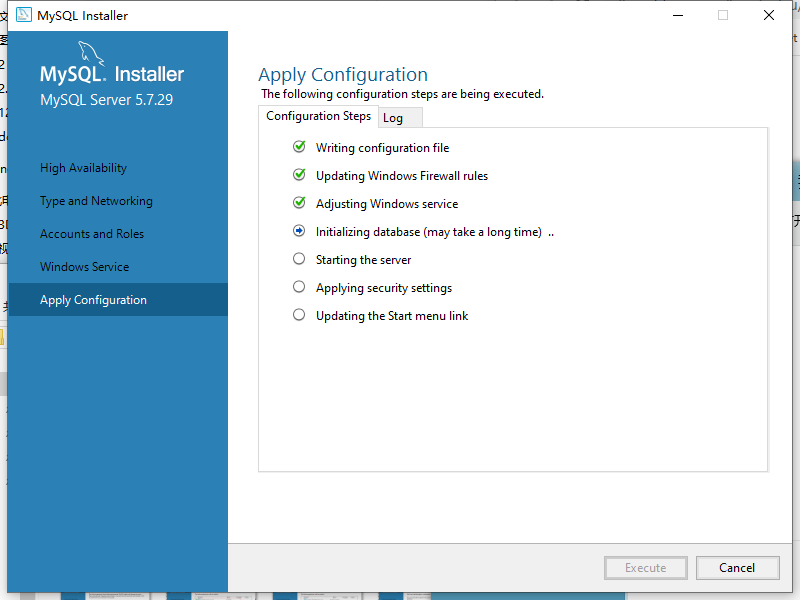 MySQL Installer
MySQL. Installer
MySQL Server 5.7.29
High Availability
Type and Networking
Accounts and Roles
Windows Service
Apply Configuration
Apply Configuration
The following configuration steps are being executed.
Configuration Steps
Log
Writing configuration file
Updating Windows Firewall rules
Adjusting Windows service
Initializing database (may take a long time) ..
Starting the server
Applying security settings
Updating the Start menu link
Execute
Cancel